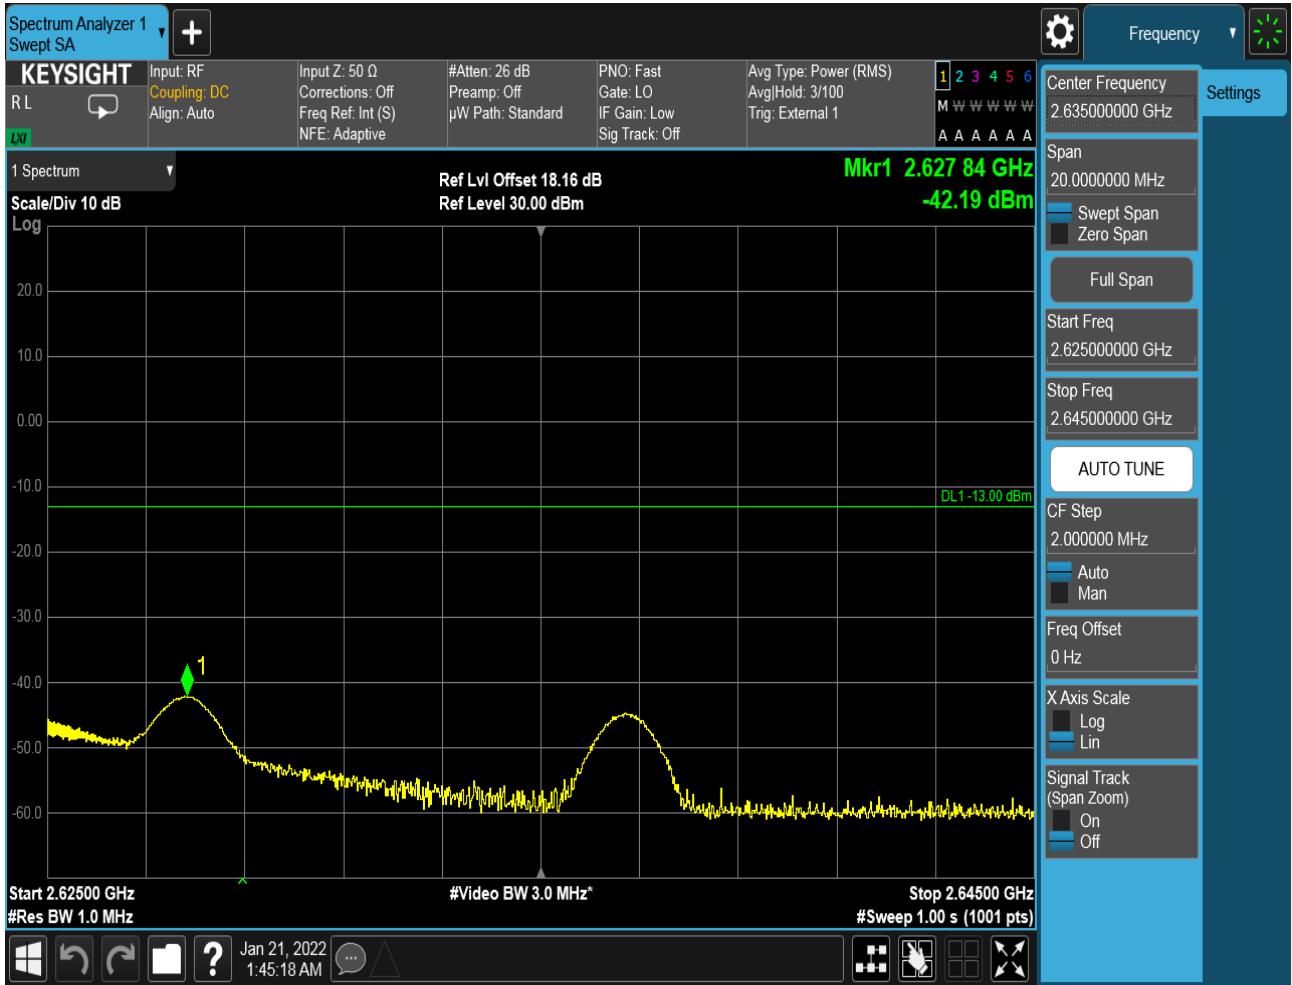 Spectrum Analyzer 1
Swept SA
Frequency
KEYSIGHT
R L
LXI
Input: RF
Coupling: DC
Align: Auto
Input Z: 50 Ω
Corrections: Off
Freq Ref: Int (S)
NFE: Adaptive
#Atten: 26 dB
Preamp: Off
µW Path: Standard
PNO: Fast
Gate: LO
IF Gain: Low
Sig Track: Off
Avg Type: Power (RMS)
Avg|Hold: 3/100
Trig: External 1
1 2 3 4 5 6
M W W W W W
A A A A A A
1 Spectrum
Scale/Div 10 dB
Log
Ref Lvl Offset 18.16 dB
Ref Level 30.00 dBm
Mkr1 2.627 84 GHz
-42.19 dBm
20.0
10.0
0.00
-10.0
-20.0
-30.0
-40.0
-50.0
-60.0
DL1 -13.00 dBm
1
Start 2.62500 GHz
#Res BW 1.0 MHz
#Video BW 3.0 MHz*
Stop 2.64500 GHz
#Sweep 1.00 s (1001 pts)
Center Frequency
2.635000000 GHz
Settings
Span
20.0000000 MHz
Swept Span
Zero Span
Full Span
Start Freq
2.625000000 GHz
Stop Freq
2.645000000 GHz
AUTO TUNE
CF Step
2.000000 MHz
Auto
Man
Freq Offset
0 Hz
X Axis Scale
Log
Lin
Signal Track
(Span Zoom)
On
Off
Jan 21, 2022
1:45:18 AM